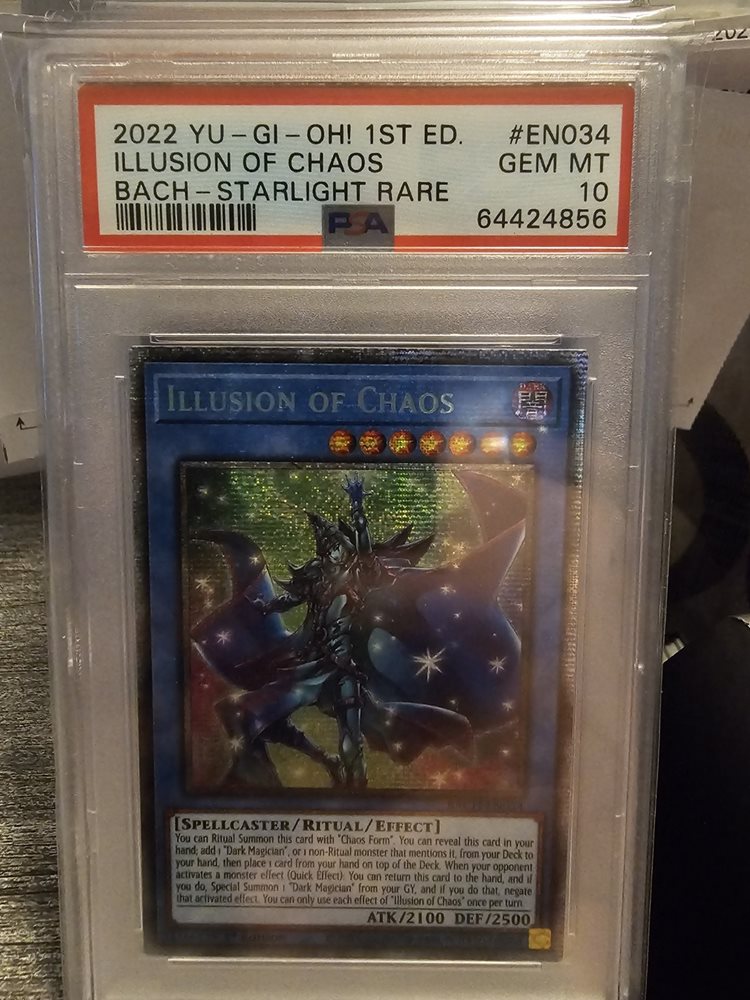 2022 YU-GI-OH! 1ST ED. #EN034
ILLUSION OF CHAOS GEM MT
BACH-STARLIGHT RARE 10
PSA 64424856
ILLUSION OF CHAOS
DARK
闇
[SPELLCASTER/RITUAL/EFFECT]
You can Ritual Summon this card with "Chaos Form". You can reveal this card in your
hand; add 1 "Dark Magician", or 1 non-Ritual monster that mentions it, from your Deck to
your hand, then place 1 card from your hand on top of the Deck. When your opponent
activates a monster effect (Quick Effect): You can return this card to the hand, and if
you do, Special Summon 1 "Dark Magician" from your GY, and if you do that, negate
that activated effect. You can only use each effect of "Illusion of Chaos" once per turn.
ATK/2100 DEF/2500